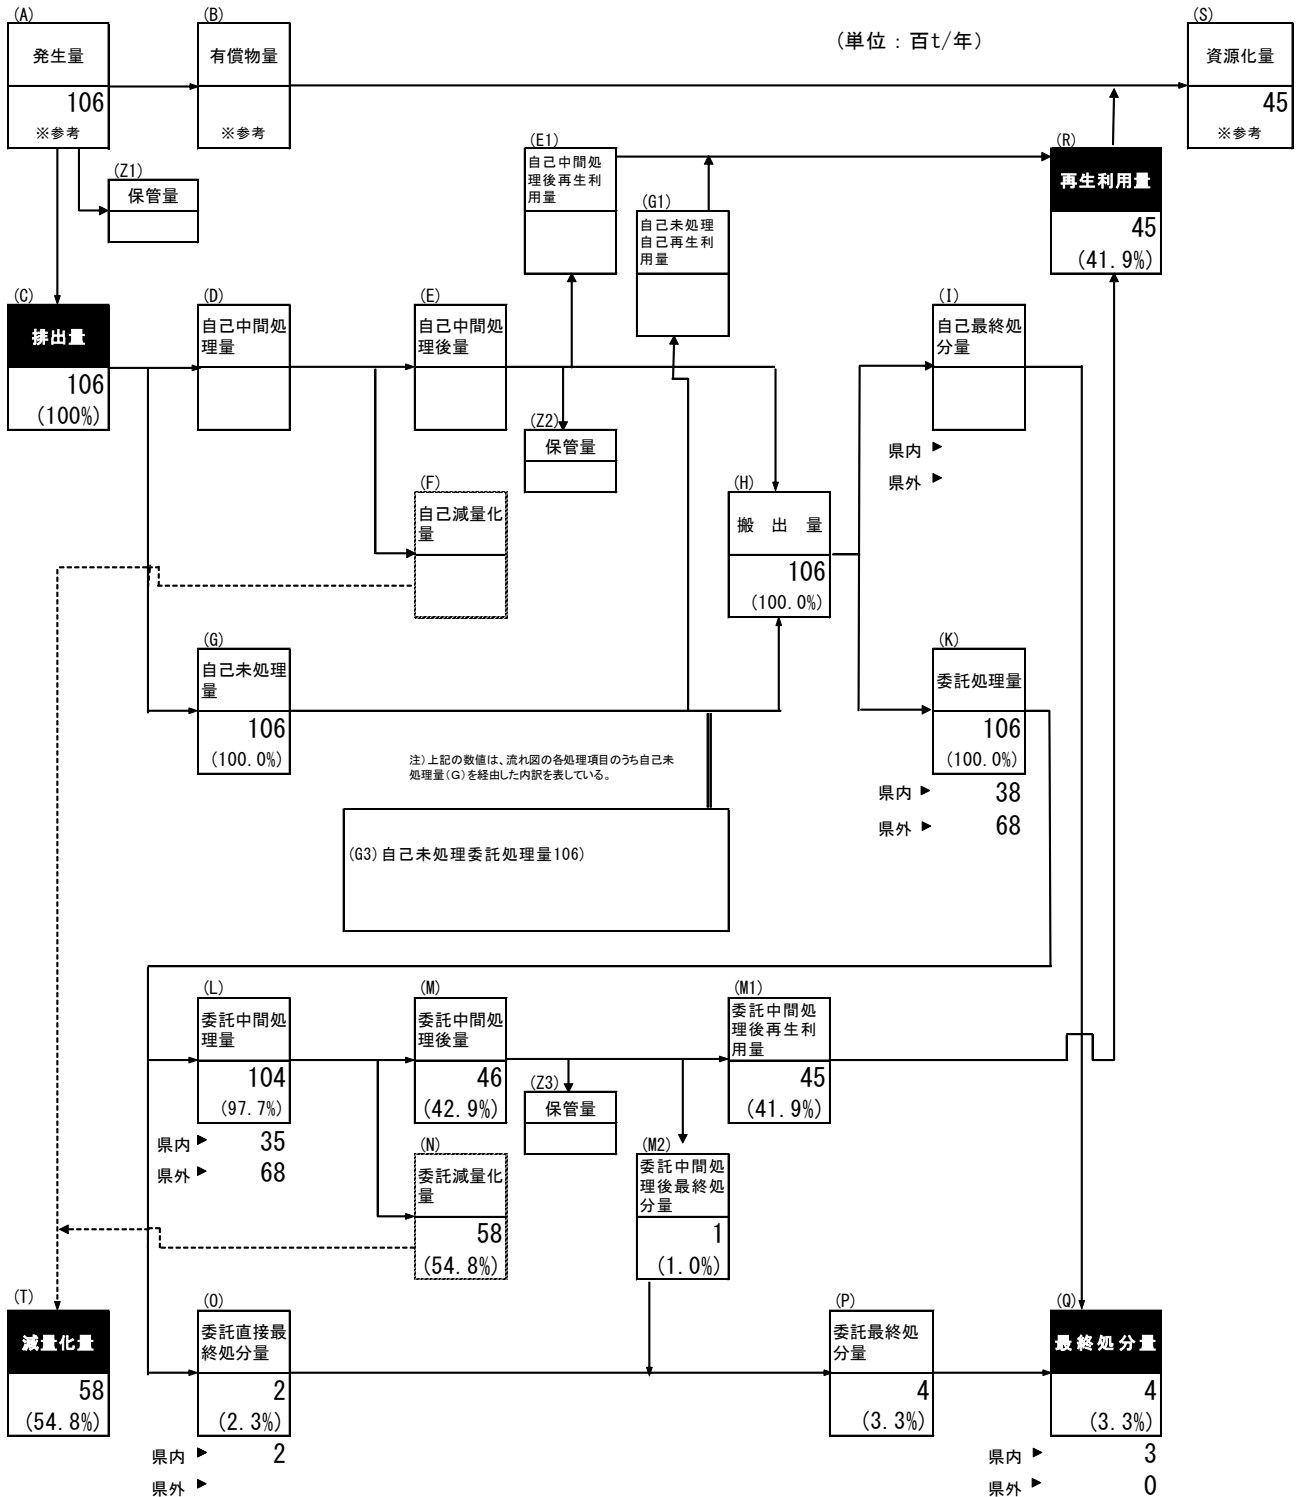 (A)
発生量
106
※参考
(B)
有償物量
※参考
(単位:百t/年)
(S)
資源化量
45
※参考
(Z1)
保管量
(E1)
自己中間処
理後再生利
用量
(G1)
自己未処理
自己再生利
用量
(R)
再生利用量
45
(41.9%)
(C)
排出量
106
(100%)
(D)
自己中間処
理量
(E)
自己中間処
理後量
(Z2)
保管量
(I)
自己最終処
分量
県内 ▶
県外 ▶
(F)
自己減量化
量
(H)
搬 出 量
106
(100.0%)
(G)
自己未処理
量
106
(100.0%)
(K)
委託処理量
106
(100.0%)
県内 ▶ 38
県外 ▶ 68
注)上記の数値は、流れ図の各処理項目のうち自己未
処理量(G)を経由した内訳を表している。
(G3)自己未処理委託処理量106)
(L)
委託中間処
理量
104
(97.7%)
県内 ▶ 35
県外 ▶ 68
(M)
委託中間処
理後量
46
(42.9%)
(Z3)
保管量
(M1)
委託中間処
理後再生利
用量
45
(41.9%)
(N)
委託減量化
量
58
(54.8%)
(M2)
委託中間処
理後最終処
分量
1
(1.0%)
(T)
減量化量
58
(54.8%)
(O)
委託直接最
終処分量
2
(2.3%)
県内 ▶ 2
県外 ▶
(P)
委託最終処
分量
4
(3.3%)
(Q)
最終処分量
4
(3.3%)
県内 ▶ 3
県外 ▶ 0